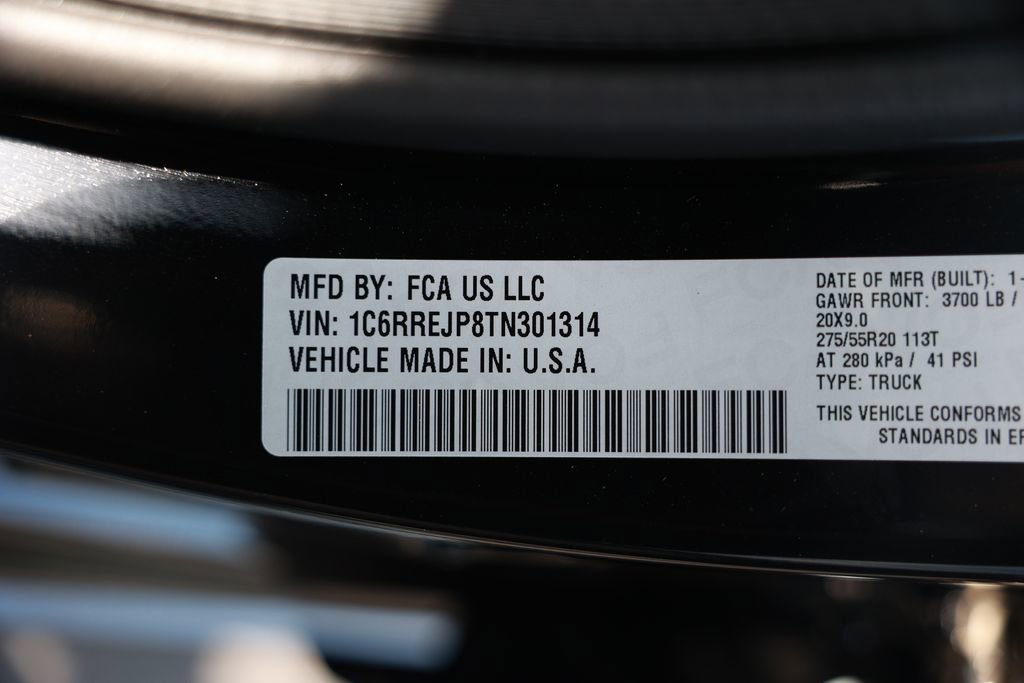 MFD BY: FCA US LLC
VIN: 1C6RREJP8TN301314
VEHICLE MADE IN: U.S.A.
DATE OF MFR (BUILT): 1-
GAWR FRONT: 3700 LB /
20X9.0
275/55R20 113T
AT 280 kPa / 41 PSI
TYPE: TRUCK
THIS VEHICLE CONFORMS
STANDARDS IN